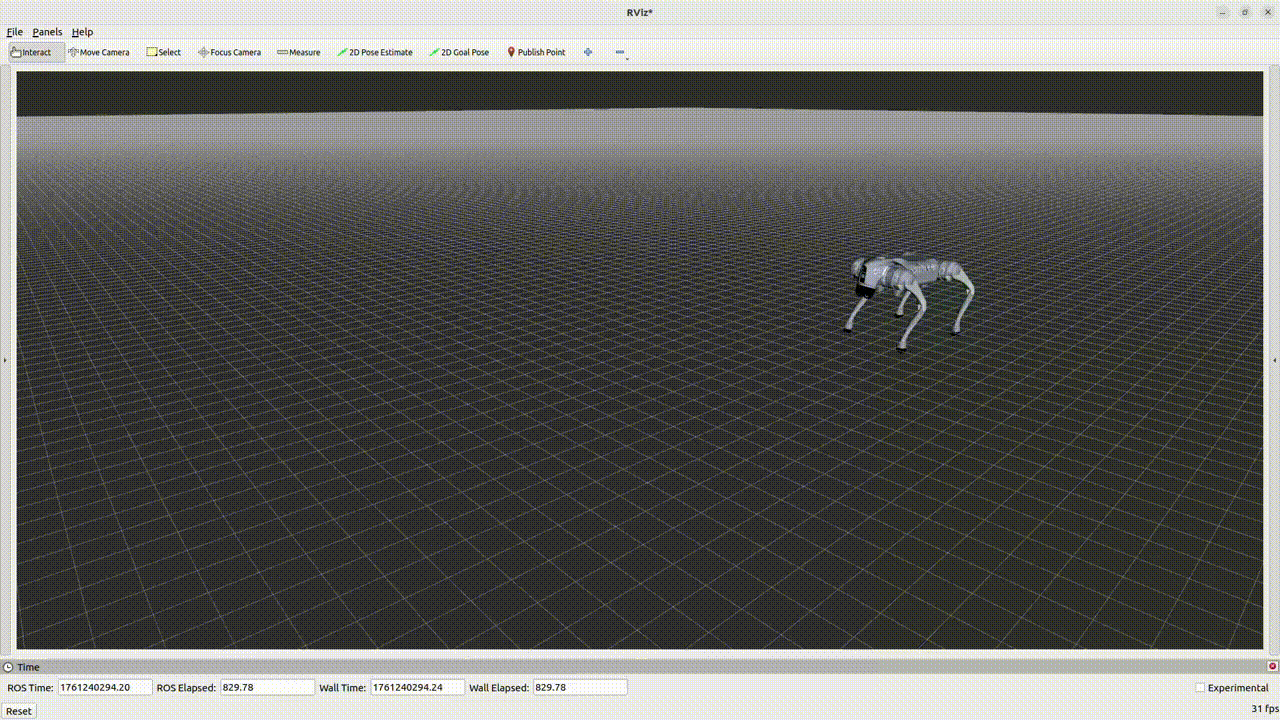 RViz*
File Panels Help
Interact Move Camera Select Focus Camera Measure 2D Pose Estimate 2D Goal Pose Publish Point
Time
ROS Time: 1761240294.20 ROS Elapsed: 829.78 Wall Time: 1761240294.24 Wall Elapsed: 829.78 Experimental
Reset 31 fps